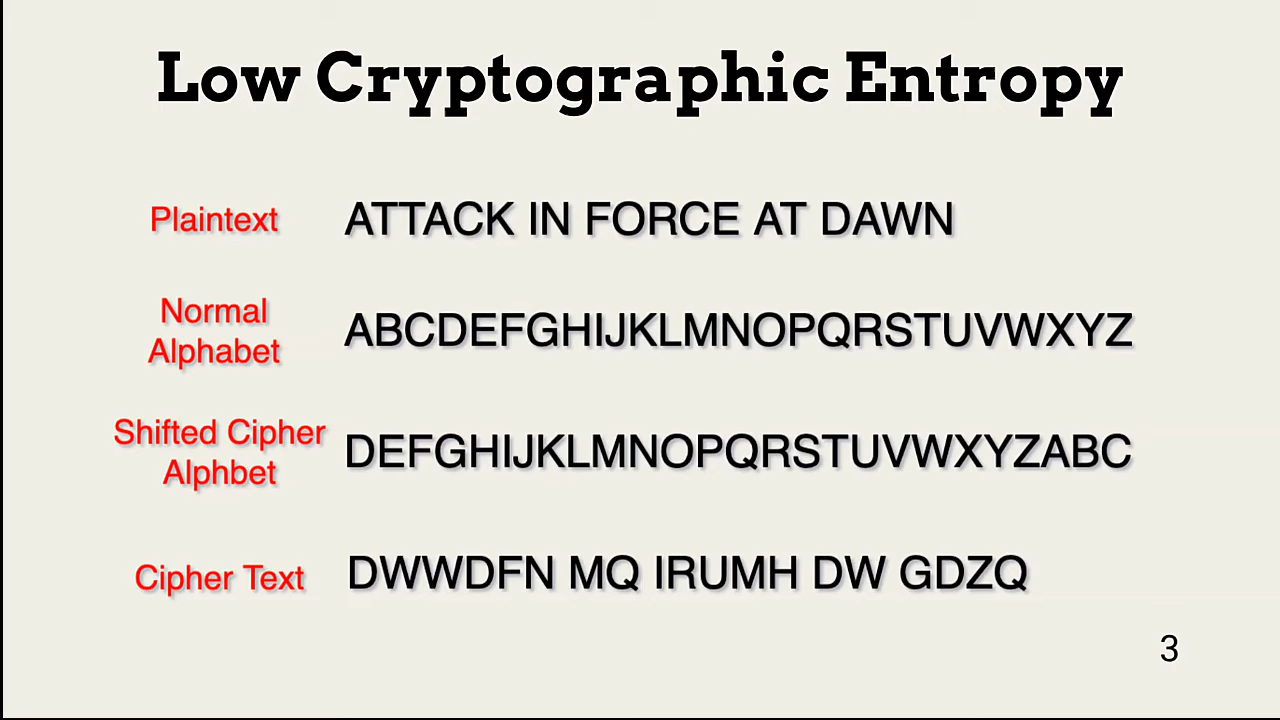 Low Cryptographic Entropy
Plaintext
ATTACK IN FORCE AT DAWN
Normal
Alphabet
ABCDEFGHIJKLMNOPQRSTUVWXYZ
Shifted Cipher
Alphbet
DEFGHIJKLMNOPQRSTUVWXYZABC
Cipher Text
DWWDFN MQ IRUMH DW GDZQ
3